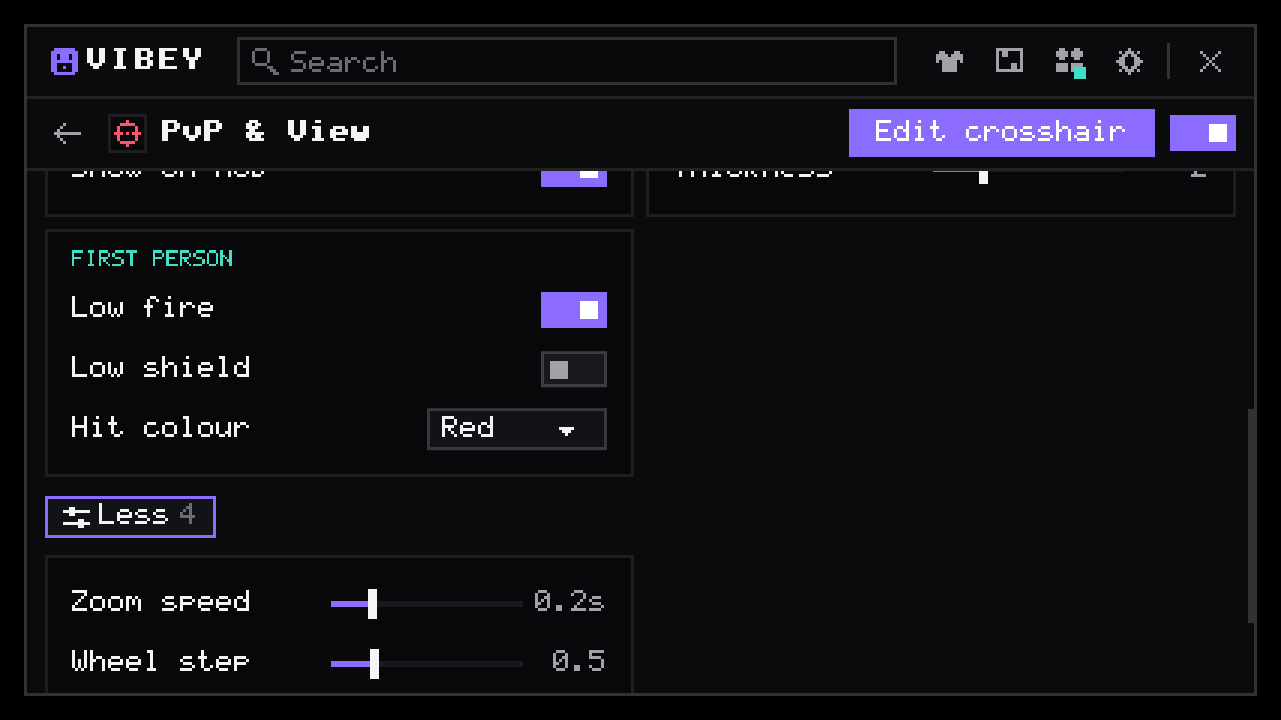 VIBEY
Search
PvP & View
Edit crosshair
Thickness
FIRST PERSON
Low fire
Low shield
Hit colour Red
Less 4
Zoom speed 0.2s
Wheel step 0.5